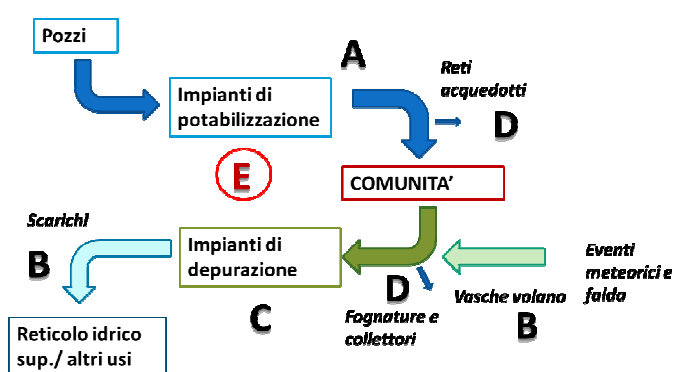 Pozzi
A
Reti
acquedotti
D
Impianti di
potabilizzazione
E
COMUNITA’
Scarichi
B
Impianti di
depurazione
C
D
Fognature e
collettori
Vasche volano
B
Eventi
meteorici e
falda
Reticolo idrico
sup./ altri usi